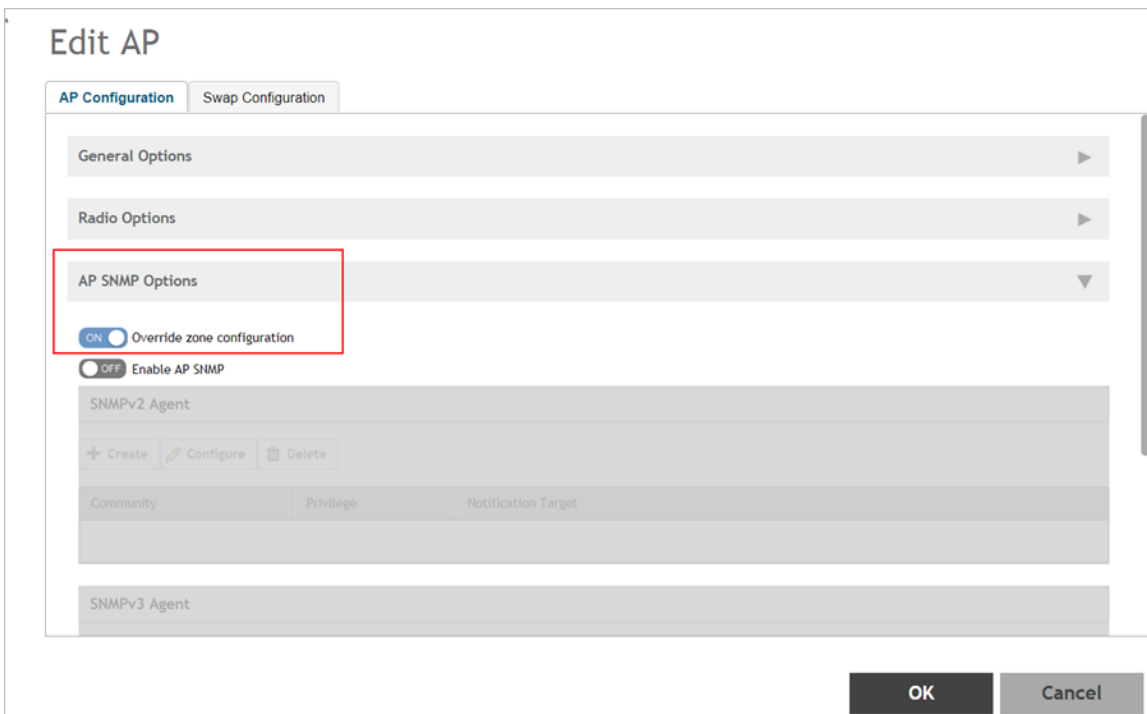 Edit AP
AP Configuration Swap Configuration
General Options
Radio Options
AP SNMP Options
ON Override zone configuration
OFF Enable AP SNMP
SNMPv2 Agent
Create Configure Delete
Community Privilege Notification Target
SNMPv3 Agent
OK Cancel